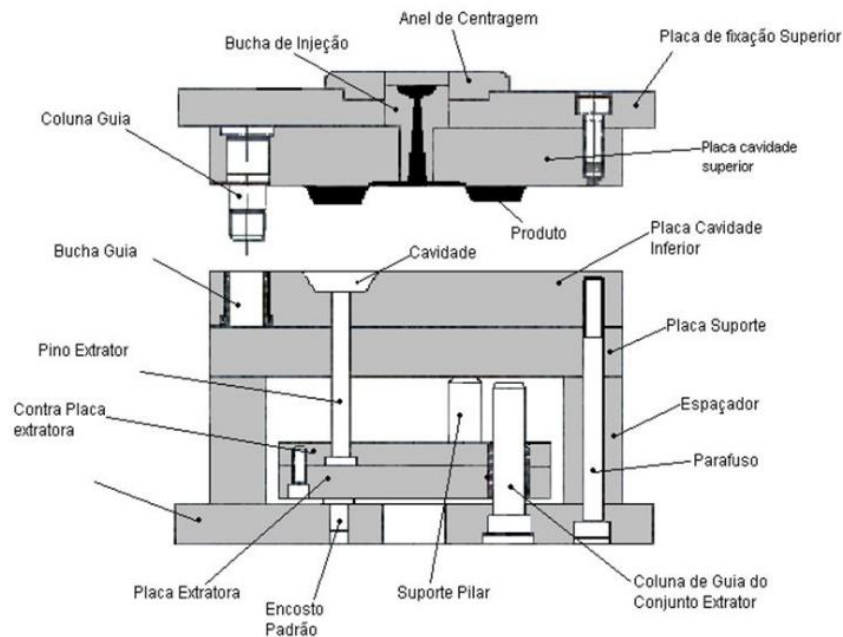 Anel de Centragem
Bucha de Injeção
Placa de fixação Superior
Coluna Guia
Placa cavidade
superior
Produto
Placa Cavidade
Inferior
Bucha Guia
Cavidade
Placa Suporte
Pino Extrator
Contra Placa
extratora
Espaçador
Parafuso
Placa Extratora
Encosto
Padrão
Suporte Pilar
Coluna de Guia do
Conjunto Extrator